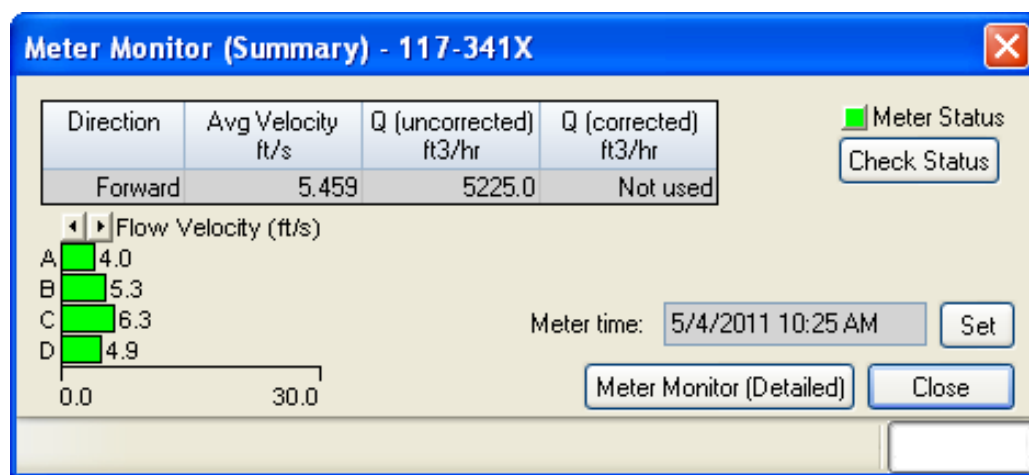 Meter Monitor (Summary) - 117-341X
Direction Avg Velocity Q (uncorrected) Q (corrected)
ft/s ft3/hr ft3/hr
Forward 5.459 5225.0 Not used
Meter Status
Check Status
Flow Velocity (ft/s)
A 4.0
B 5.3
C 6.3
D 4.9
0.0 30.0
Meter time: 5/4/2011 10:25 AM Set
Meter Monitor (Detailed) Close